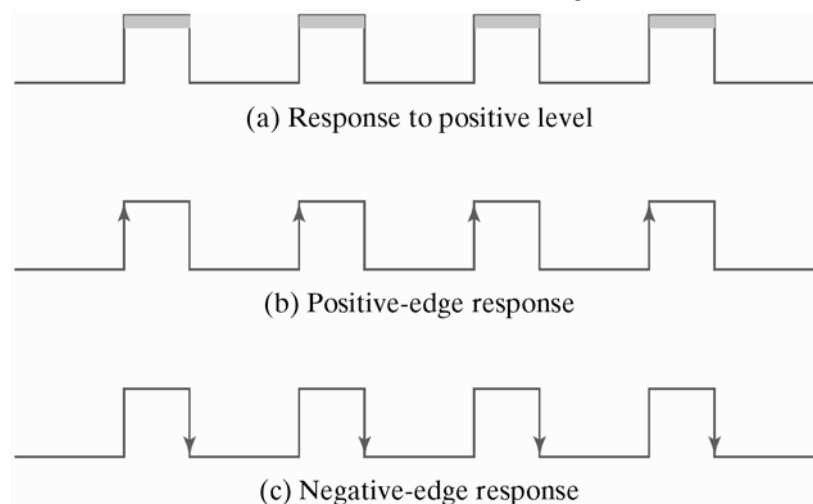 (a) Response to positive level
(b) Positive-edge response
(c) Negative-edge response